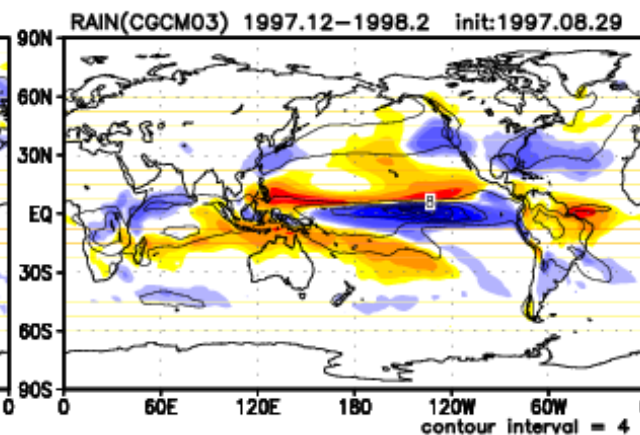 RAIN(CGCM03) 1997.12−1998.2 init:1997.08.29
90N
60N
30N
EQ
30S
60S
90S
8
0 0 60E 120E 180 120W 60W
contour interval = 4